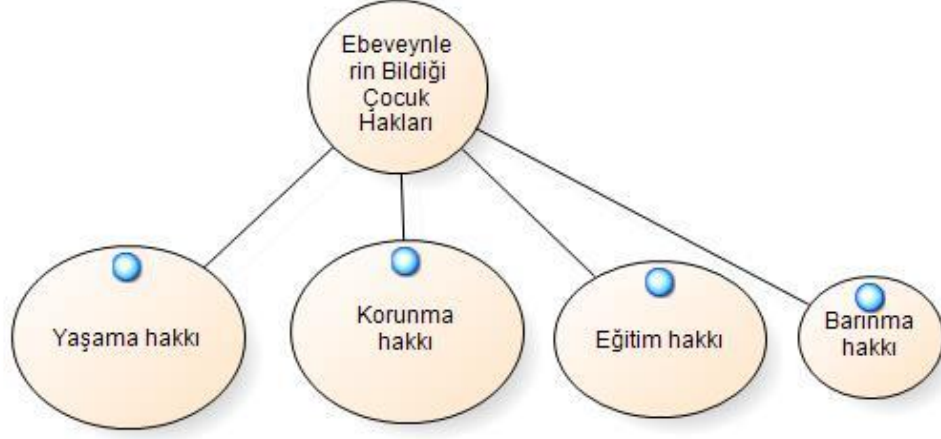 Ebeveynle
rin Bildiği
Çocuk
Hakları
Yaşama hakkı
Korunma
hakkı
Eğitim hakkı
Barınma
hakkı